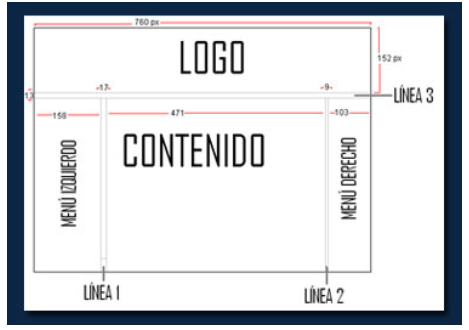 760 px
LOGO
152 px
17
9
LÍNEA 3
158
471
103
MENÚ IZQUIERDO
CONTENIDO
MENÚ DERECHO
LÍNEA 1
LÍNEA 2